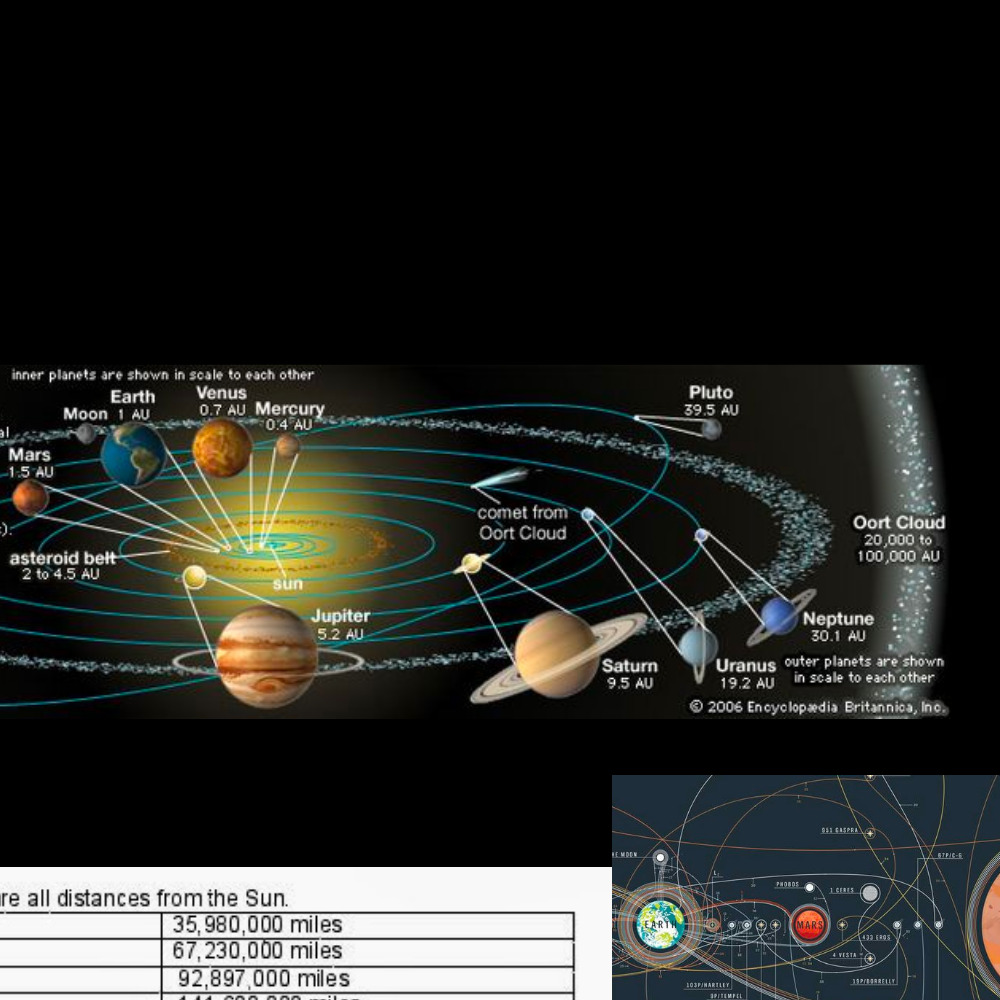 inner planets are shown in scale to each other
Earth
1 AU
Venus
0.7 AU
Mercury
0.4 AU
Moon
Mars
1.5 AU
asteroid belt
2 to 4.5 AU
sun
Jupiter
5.2 AU
comet from
Oort Cloud
Pluto
39.5 AU
Oort Cloud
20,000 to
100,000 AU
Neptune
30.1 AU
Saturn
9.5 AU
Uranus
19.2 AU
outer planets are shown
in scale to each other
© 2006 Encyclopædia Britannica, Inc.
951 GASPRA
MOON
67P/C-G
PHOBOS
1 CERES
EARTH
MARS
433 EROS
4 VESTA
19P/BORRELLY
103P/HARTLEY
9P/TEMPEL
all distances from the Sun.
35,980,000 miles
67,230,000 miles
92,897,000 miles
miles